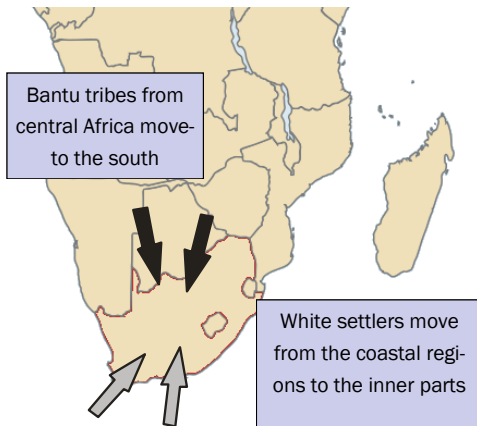 Bantu tribes from
central Africa move-
to the south
White settlers move
from the coastal regi-
ons to the inner parts